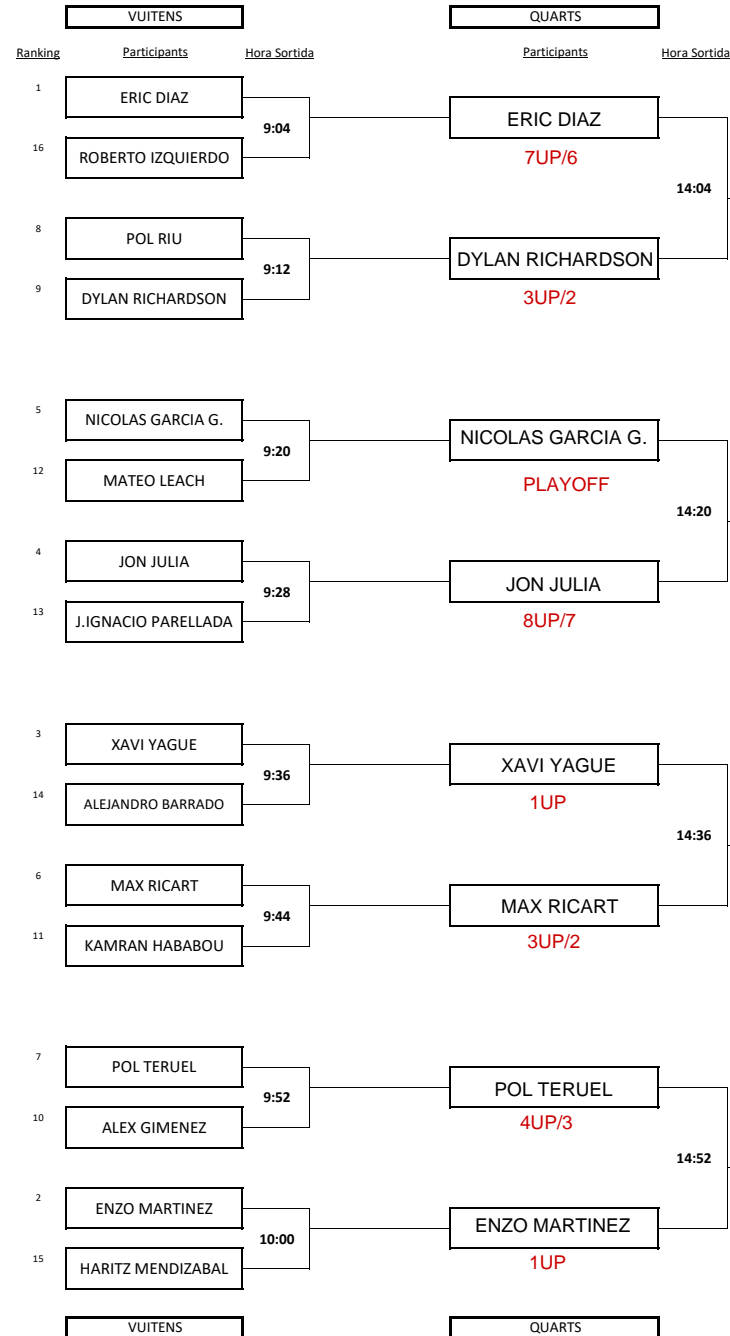 VUITENS
QUARTS
Ranking Participants Hora Sortida Participants Hora Sortida
1
ERIC DIAZ
9:04
16
ROBERTO IZQUIERDO
ERIC DIAZ
7UP/6
14:04
8
POL RIU
9:12
9
DYLAN RICHARDSON
DYLAN RICHARDSON
3UP/2
5
NICOLAS GARCIA G.
9:20
12
MATEO LEACH
NICOLAS GARCIA G.
PLAYOFF
14:20
4
JON JULIA
9:28
13
J.IGNACIO PARELLADA
JON JULIA
8UP/7
3
XAVI YAGUE
9:36
14
ALEJANDRO BARRADO
XAVI YAGUE
1UP
14:36
6
MAX RICART
9:44
11
KAMRAN HABABOU
MAX RICART
3UP/2
7
POL TERUEL
9:52
10
ALEX GIMENEZ
POL TERUEL
4UP/3
14:52
2
ENZO MARTINEZ
10:00
15
HARITZ MENDIZABAL
ENZO MARTINEZ
1UP
VUITENS
QUARTS